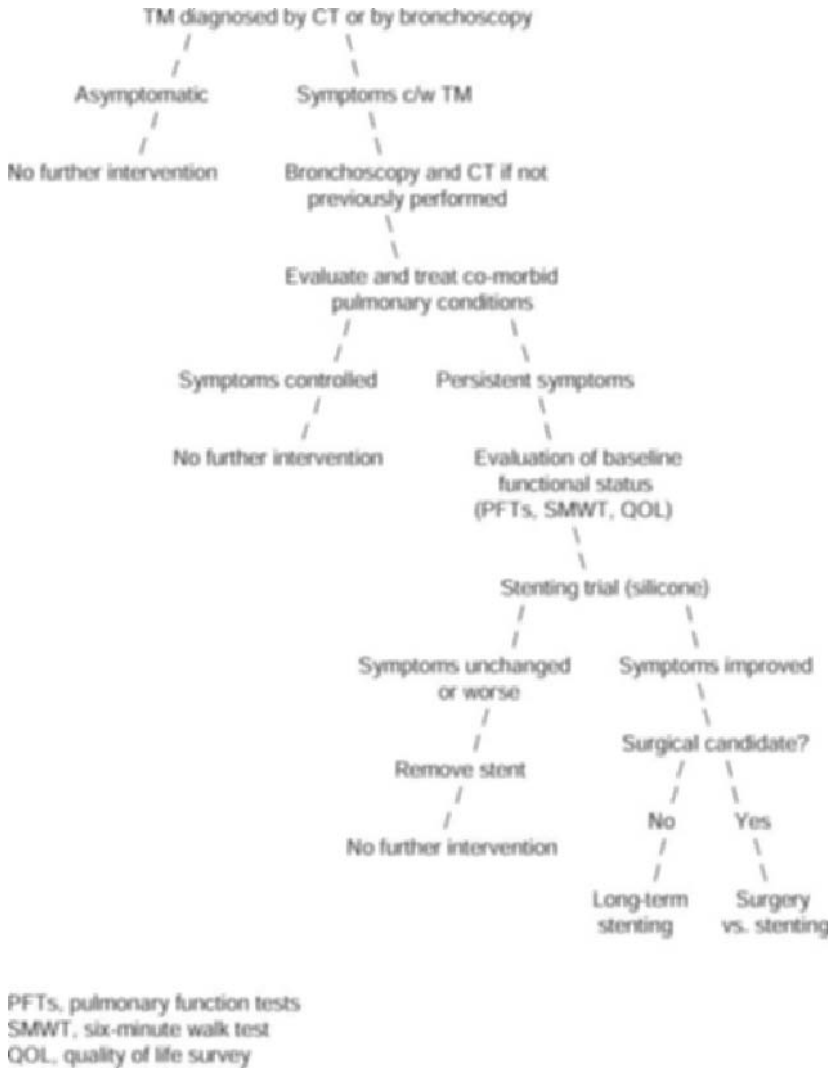 TM diagnosed by CT or by bronchoscopy
Asymptomatic
Symptoms c/w TM
No further intervention
Bronchoscopy and CT if not
previously performed
Evaluate and treat co-morbid
pulmonary conditions
Symptoms controlled
Persistent symptoms
No further intervention
Evaluation of baseline
functional status
(PFTs, SMWT, QOL)
Stenting trial (silicone)
Symptoms unchanged
or worse
Symptoms improved
Surgical candidate?
Remove stent
No
Yes
No further intervention
Long-term
stenting
Surgery
vs. stenting
PFTs, pulmonary function tests
SMWT, six-minute walk test
QOL, quality of life survey